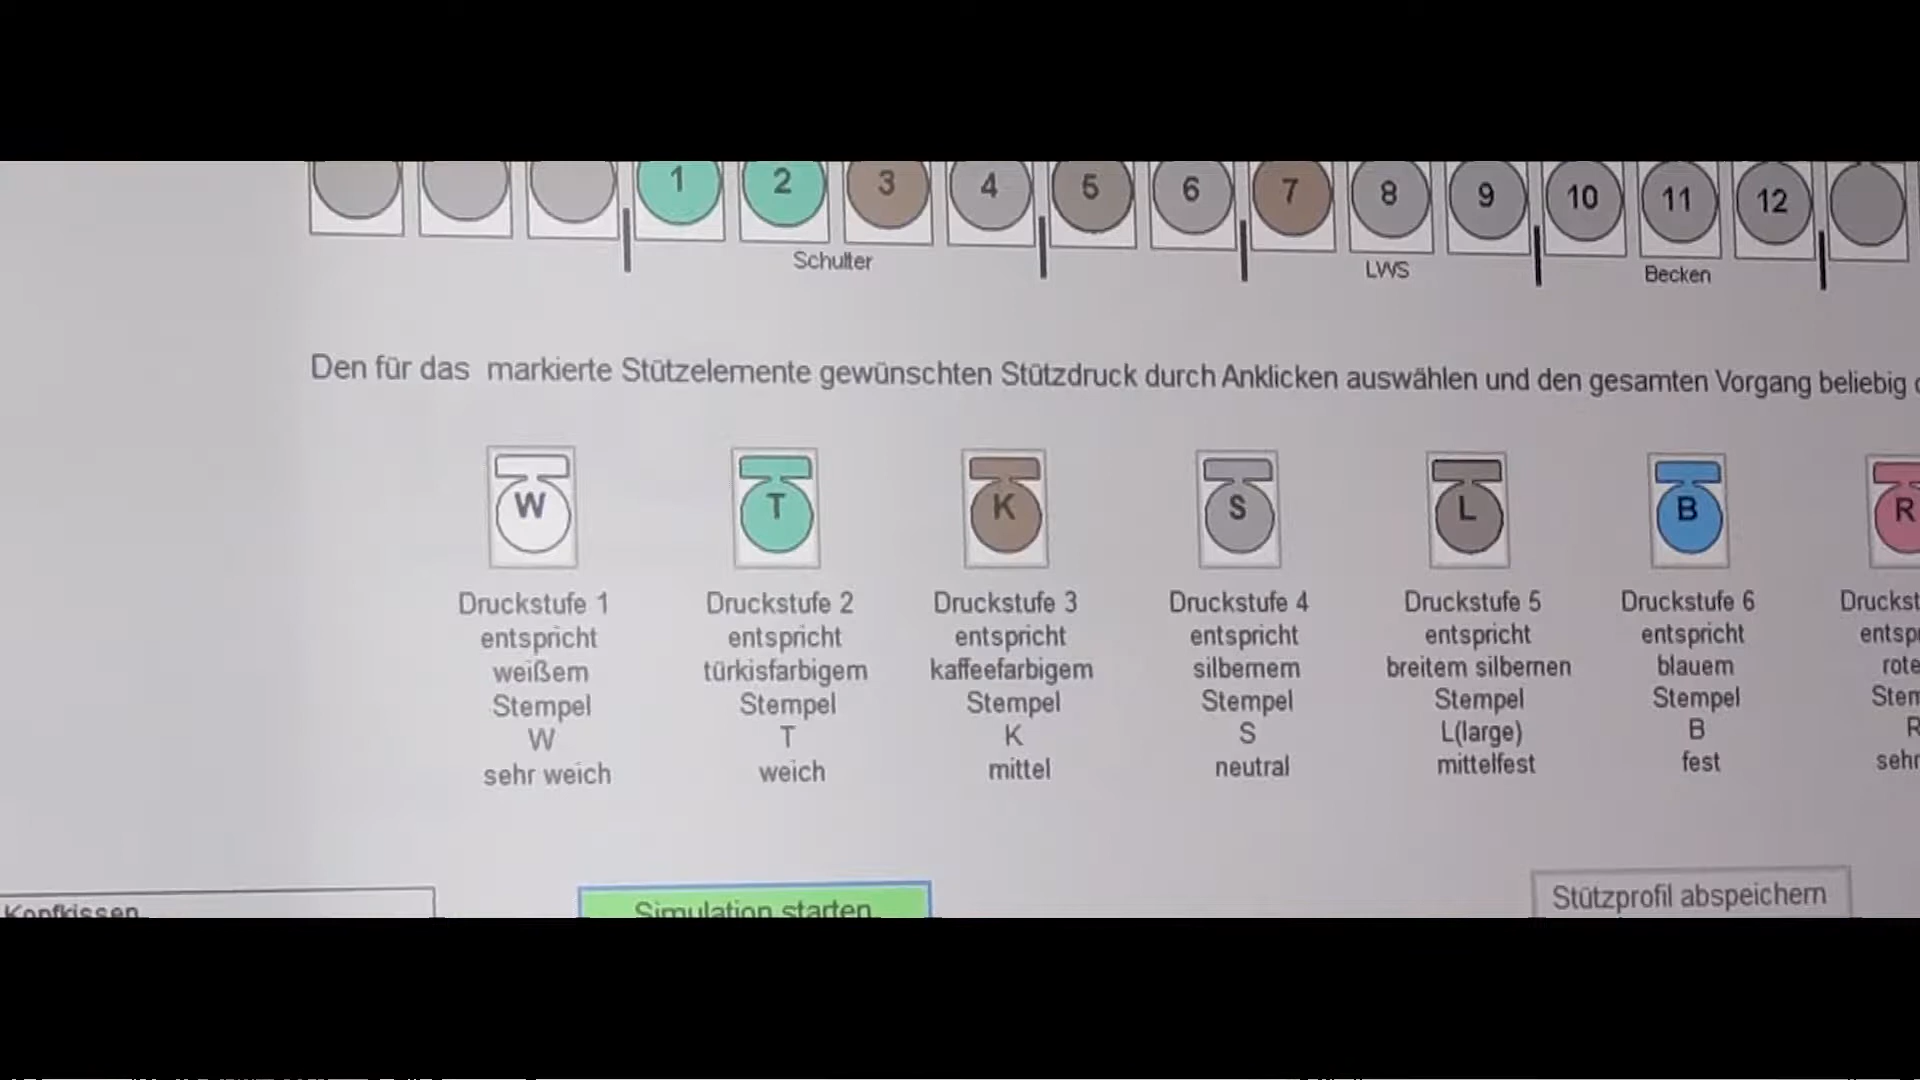 1 2 3 4 5 6 7 8 9 10 11 12
Schulter LWS Becken
Den für das markierte Stützelemente gewünschten Stützdruck durch Anklicken auswählen und den gesamten Vorgang beliebig
W T K S L B R
Druckstufe 1
entspricht
weißem
Stempel
W
sehr weich
Druckstufe 2
entspricht
türkisfarbigem
Stempel
T
weich
Druckstufe 3
entspricht
kaffeefarbigem
Stempel
K
mittel
Druckstufe 4
entspricht
silbernem
Stempel
S
neutral
Druckstufe 5
entspricht
breitem silbernen
Stempel
L(large)
mittelfest
Druckstufe 6
entspricht
blauem
Stempel
B
fest
R
Kopfkissen
Simulation starten
Stützprofil abspeichern